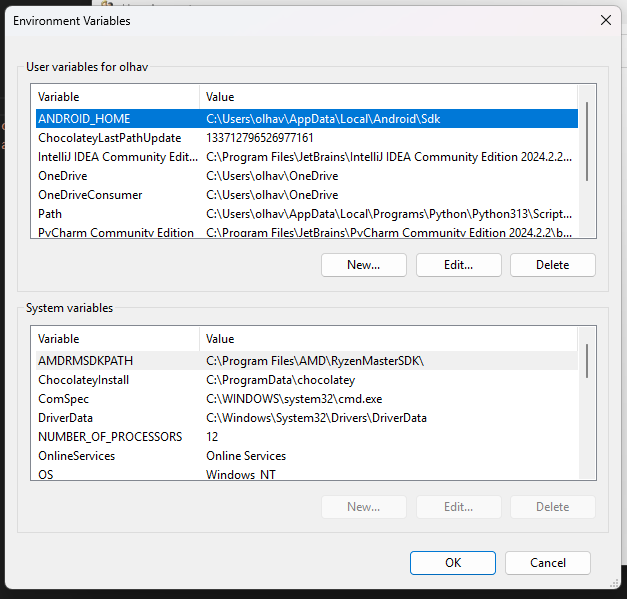 Environment Variables
User variables for olhav
Variable Value
ANDROID_HOME C:\Users\olhav\AppData\Local\Android\Sdk
ChocolateyLastPathUpdate 133712796526977161
IntelliJ IDEA Community Edit... C:\Program Files\JetBrains\IntelliJ IDEA Community Edition 2024.2.2...
OneDrive C:\Users\olhav\OneDrive
OneDriveConsumer C:\Users\olhav\OneDrive
Path C:\Users\olhav\AppData\Local\Programs\Python\Python313\Script...
PyCharm Community Edition C:\Program Files\JetBrains\PyCharm Community Edition 2024.2.2\b...
New... Edit... Delete
System variables
Variable Value
AMDRMSDKPATH C:\Program Files\AMD\RyzenMasterSDK\
ChocolateyInstall C:\ProgramData\chocolatey
ComSpec C:\WINDOWS\system32\cmd.exe
DriverData C:\Windows\System32\Drivers\DriverData
NUMBER_OF_PROCESSORS 12
OnlineServices Online Services
OS Windows_NT
New... Edit... Delete
OK Cancel